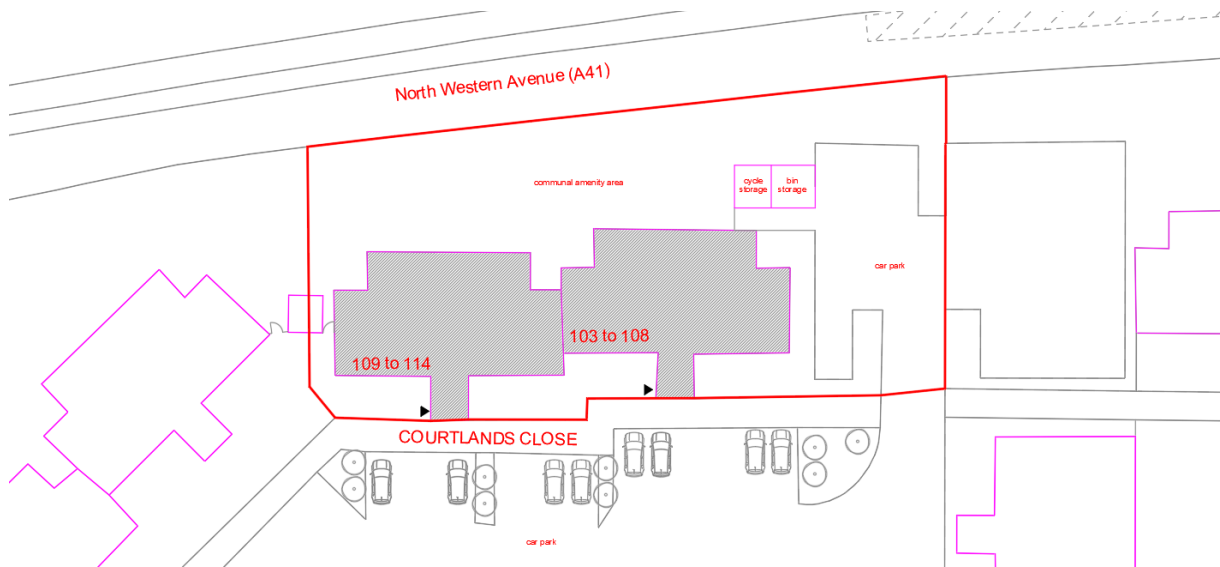 North Western Avenue (A41)
communal amenity area
cycle
storage
bin
storage
car park
103 to 108
109 to 114
COURTLANDS CLOSE
car park